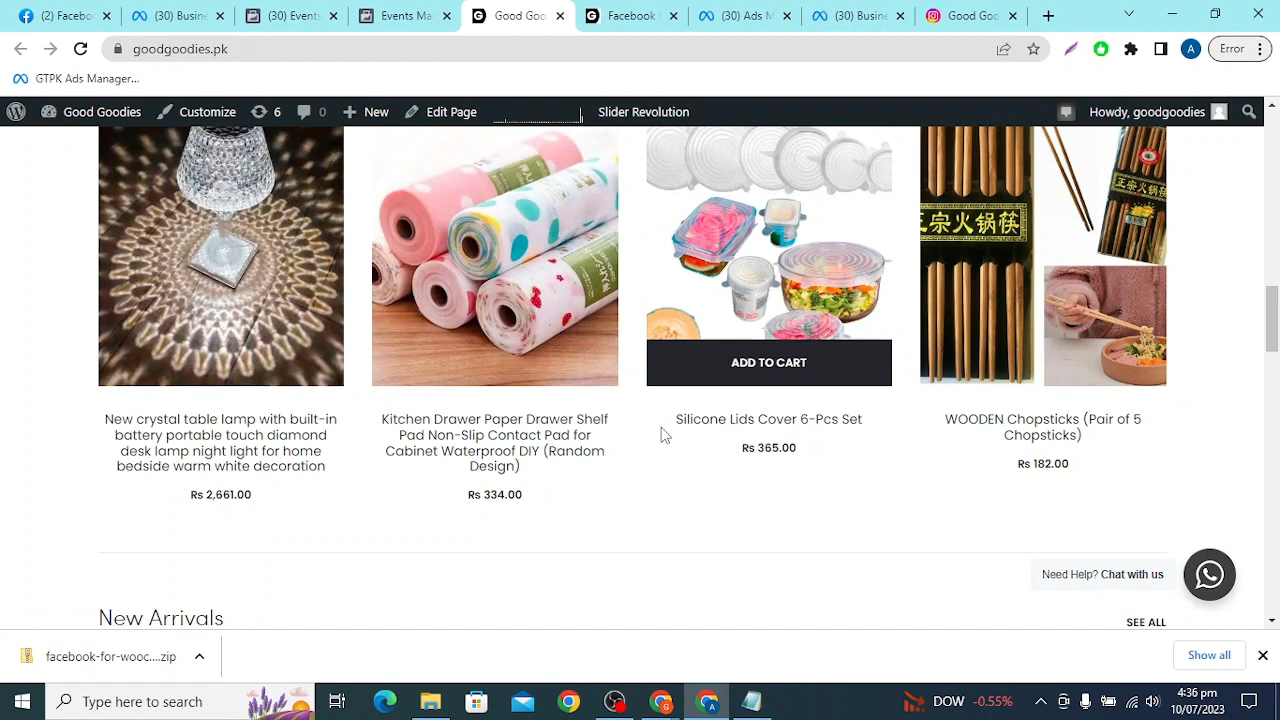 (2) Facebook
(30) Busine
(30) Events
Events Ma
Good Goo
Facebook
(30) Ads M
(30) Busine
Good Goo
goodgoodies.pk
Error
GTPK Ads Manager...
Good Goodies
Customize
6
0
New
Edit Page
Slider Revolution
Howdy, goodgoodies
正宗火锅筷
ADD TO CART
New crystal table lamp with built-in
battery portable touch diamond
desk lamp night light for home
bedside warm white decoration
Rs 2,661.00
Kitchen Drawer Paper Drawer Shelf
Pad Non-Slip Contact Pad for
Cabinet Waterproof DIY (Random
Design)
Rs 334.00
Silicone Lids Cover 6-Pcs Set
Rs 365.00
WOODEN Chopsticks (Pair of 5
Chopsticks)
Rs 182.00
Need Help? Chat with us
New Arrivals
SEE ALL
facebook-for-wooc....zip
Show all
Type here to search
DOW -0.55%
4:36 pm
10/07/2023